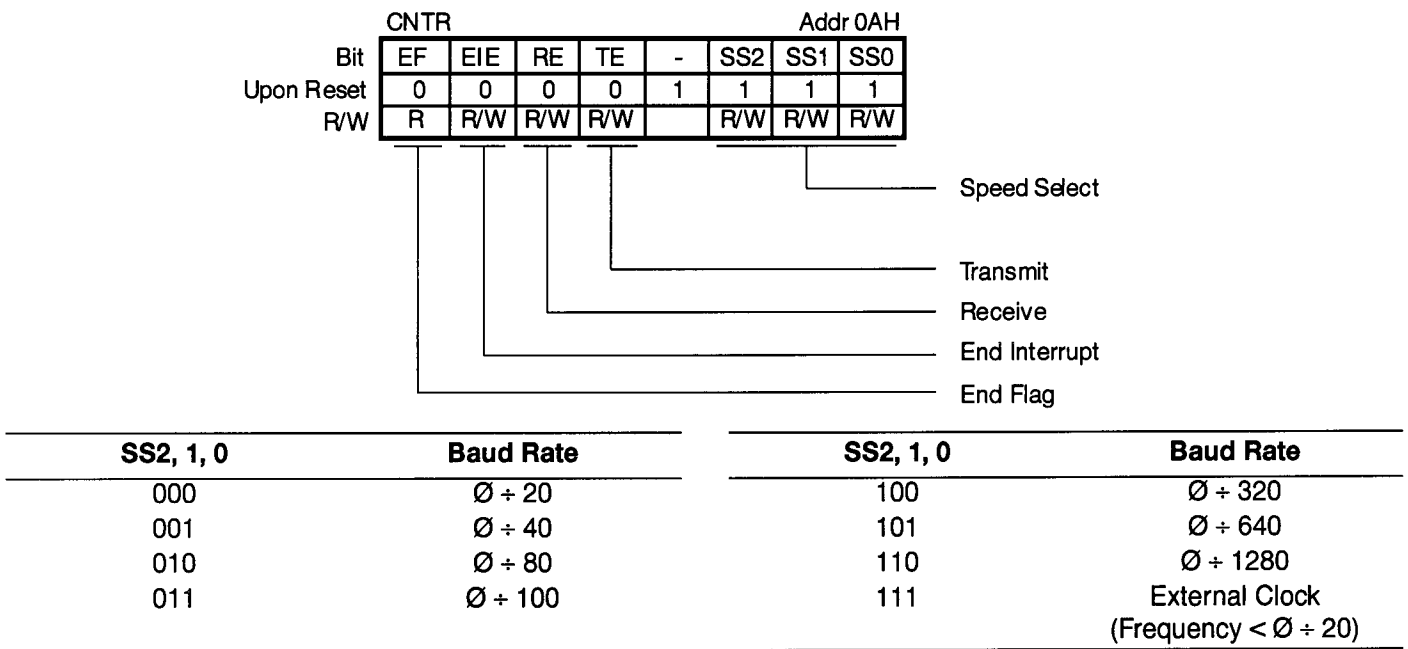 CNTR Addr 0AH
Bit EF EIE RE TE - SS2 SS1 SS0
Upon Reset 0 0 0 0 1 1 1 1
R/W R R/W R/W R/W R/W R/W R/W
Speed Select
Transmit
Receive
End Interrupt
End Flag
SS2, 1, 0 Baud Rate SS2, 1, 0 Baud Rate
000 Ø ÷ 20 100 Ø ÷ 320
001 Ø ÷ 40 101 Ø ÷ 640
010 Ø ÷ 80 110 Ø ÷ 1280
011 Ø ÷ 100 111 External Clock
(Frequency < Ø ÷ 20)